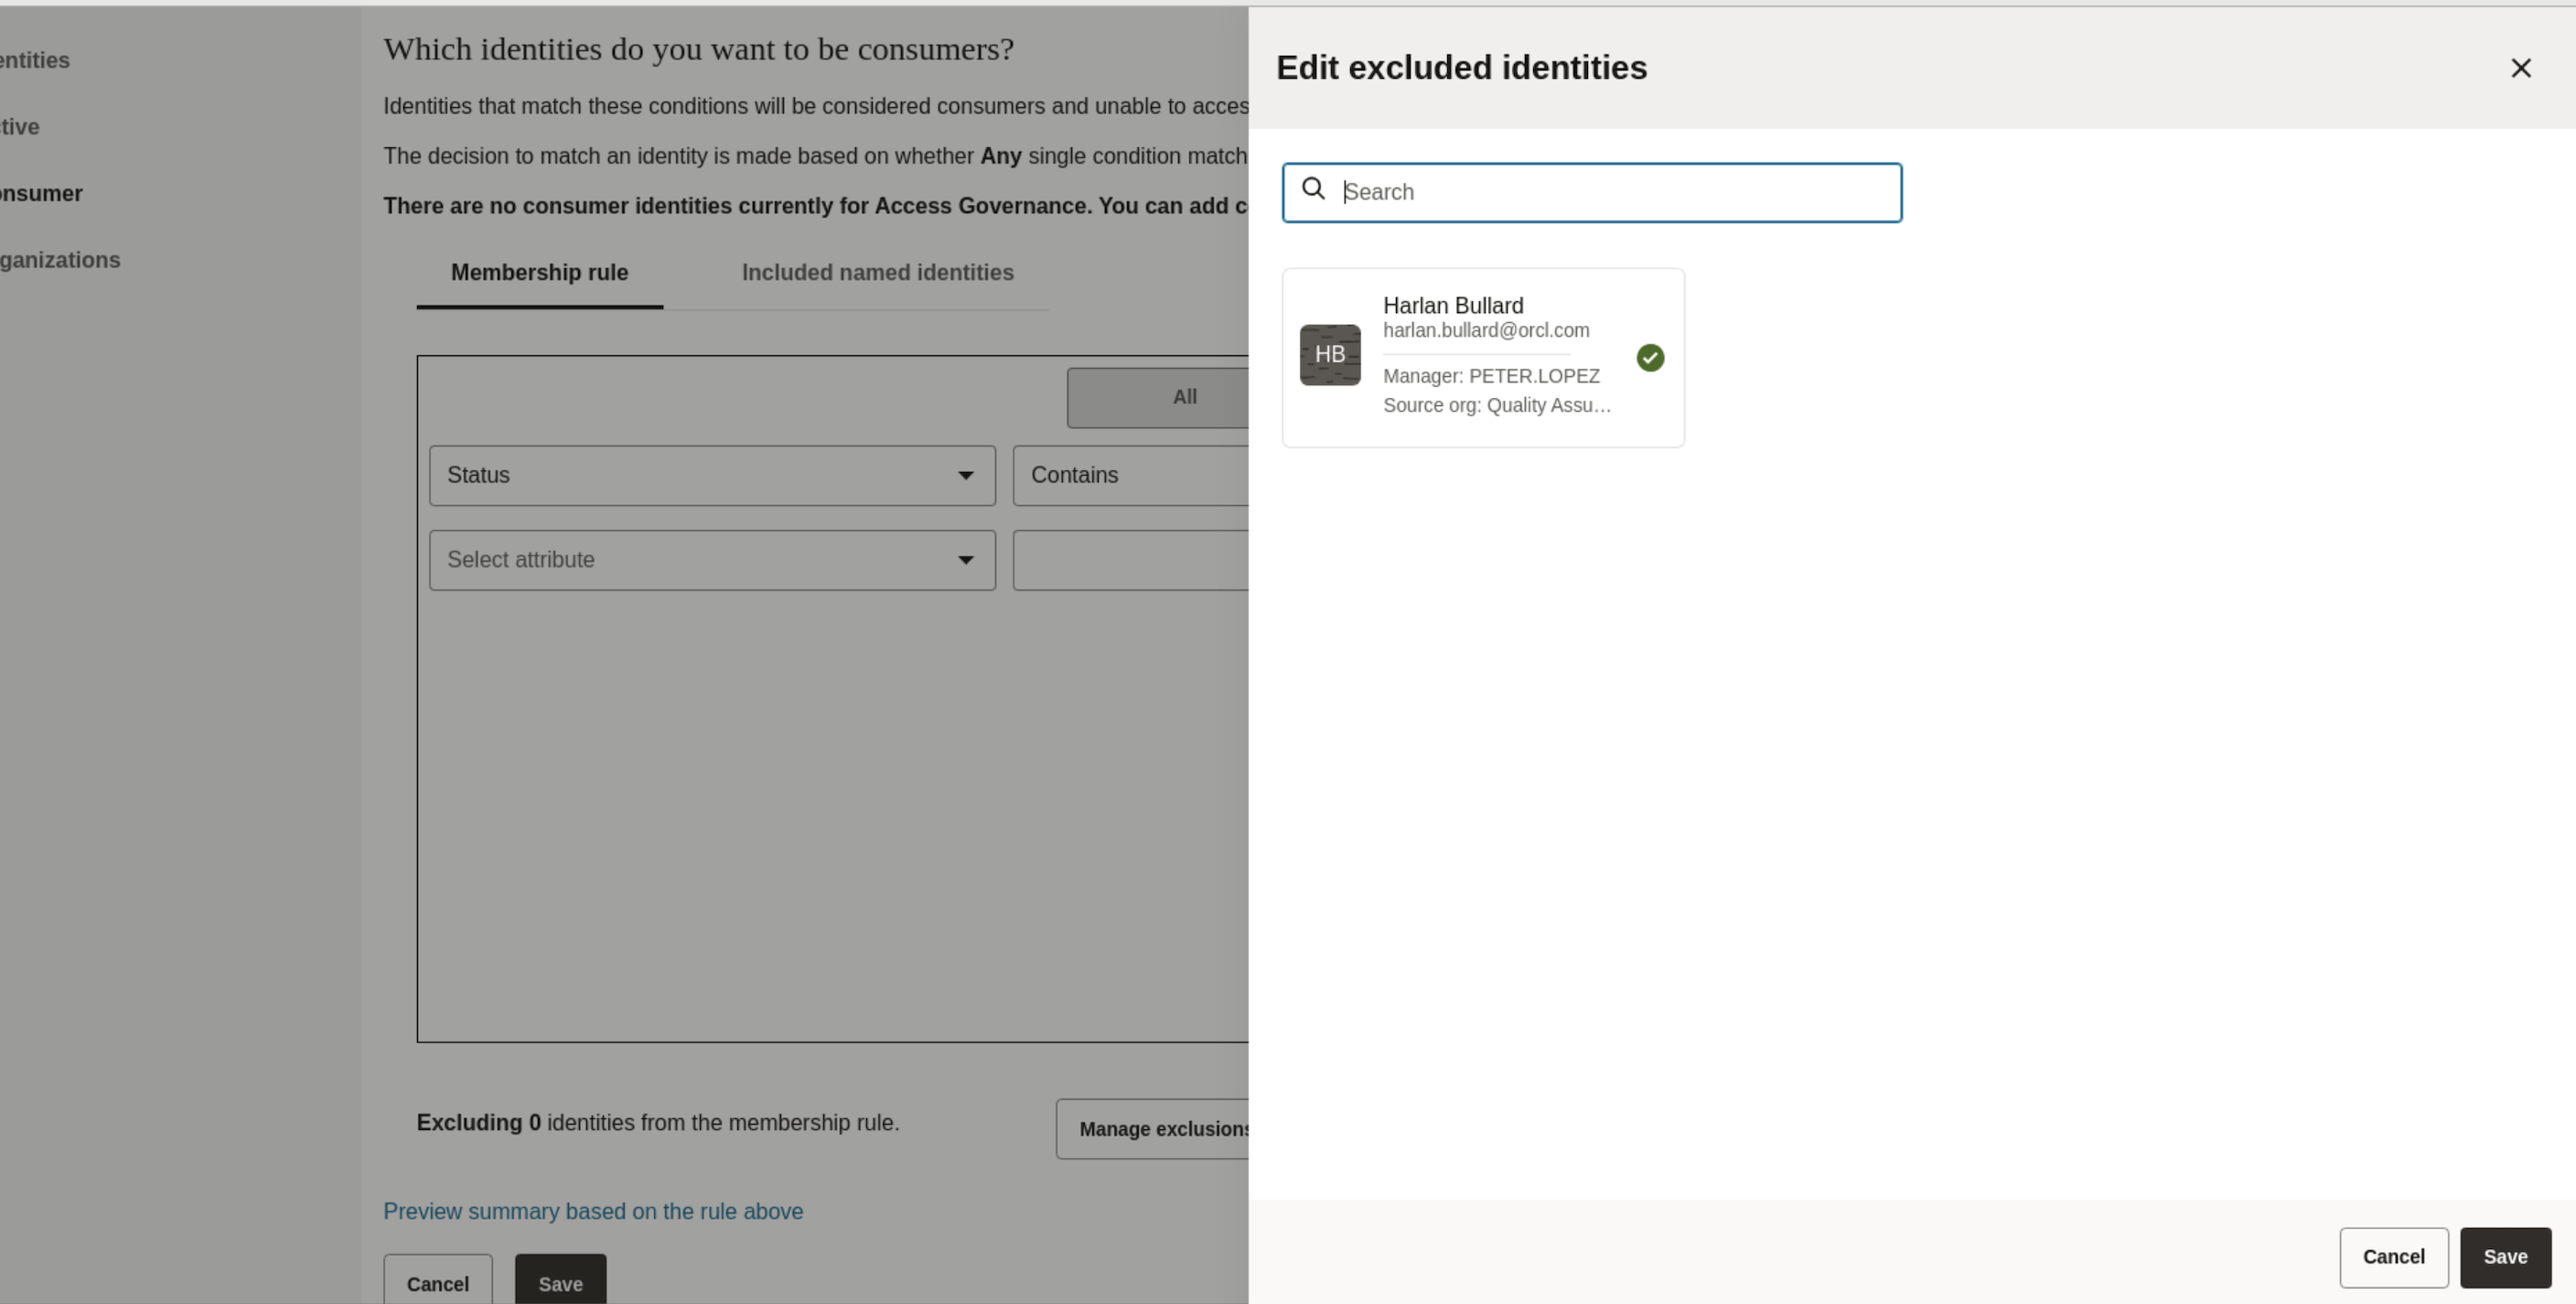 entities
ctive
onsumer
ganizations
Which identities do you want to be consumers?
Identities that match these conditions will be considered consumers and unable to acces
The decision to match an identity is made based on whether Any single condition match
There are no consumer identities currently for Access Governance. You can add c
Membership rule
Included named identities
All
Status
Contains
Select attribute
Excluding 0 identities from the membership rule.
Manage exclusions
Preview summary based on the rule above
Cancel
Save
Edit excluded identities
Search
HB
Harlan Bullard
harlan.bullard@orcl.com
Manager: PETER.LOPEZ
Source org: Quality Assu…
Cancel
Save